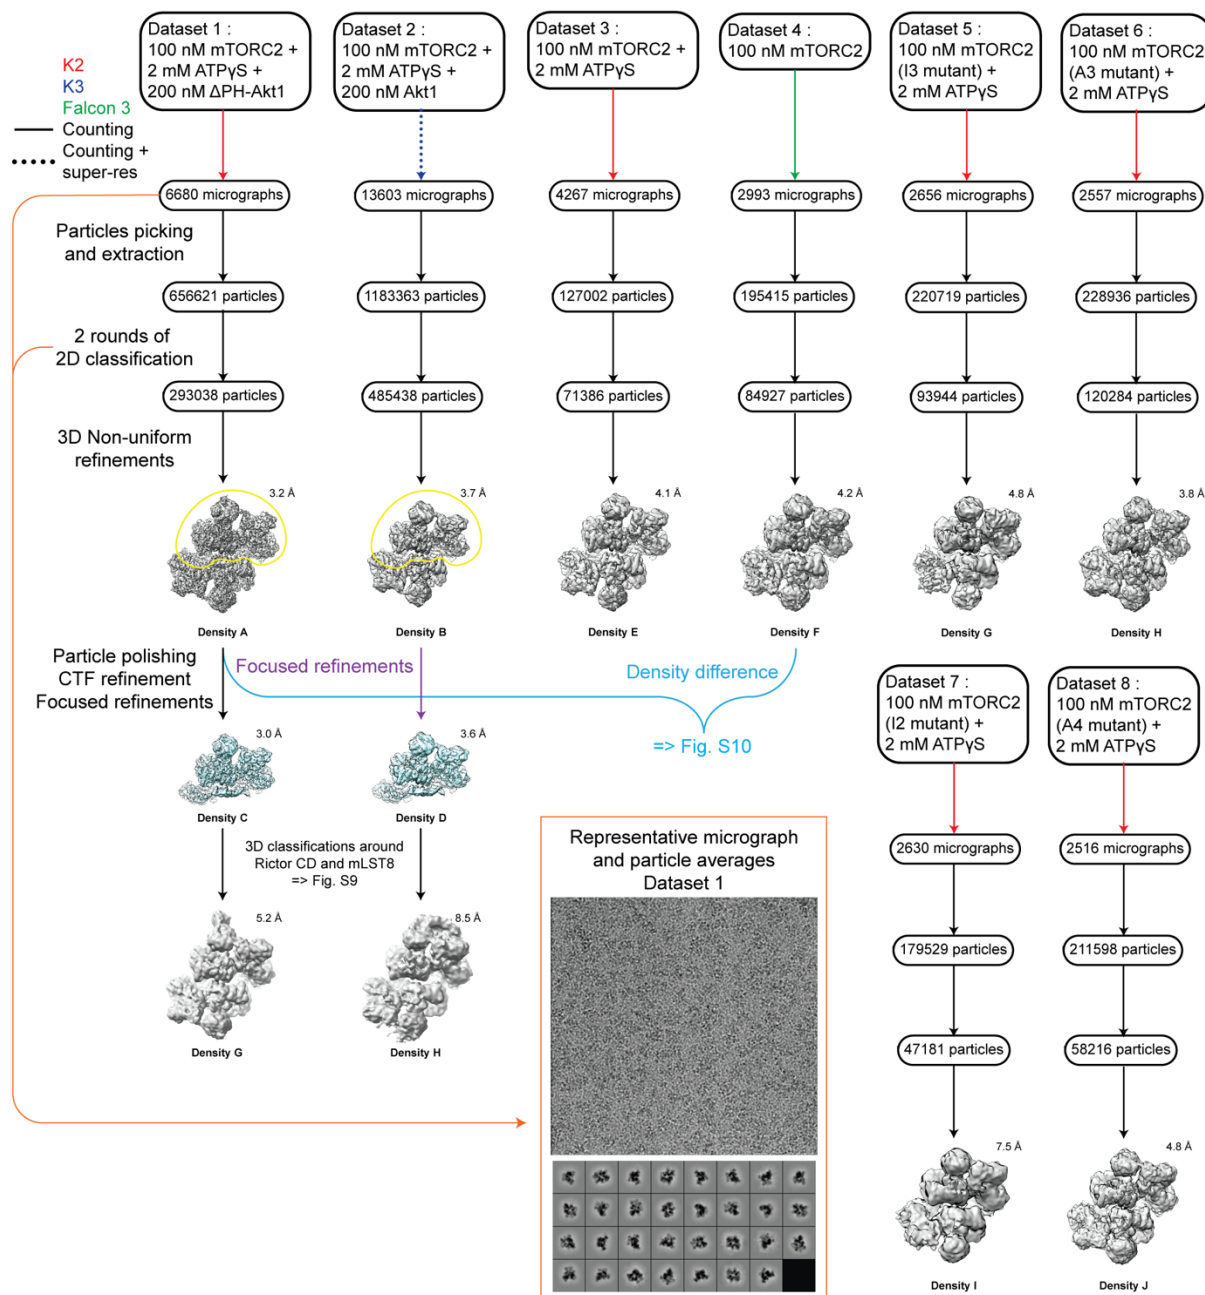 K2
K3
Falcon 3
Counting
Counting +
super-res
Dataset 1 :
100 nM mTORC2 +
2 mM ATPγS +
200 nM ΔPH-Akt1
Dataset 2 :
100 nM mTORC2 +
2 mM ATPγS +
200 nM Akt1
Dataset 3 :
100 nM mTORC2 +
2 mM ATPγS
Dataset 4 :
100 nM mTORC2
Dataset 5 :
100 nM mTORC2
(I3 mutant) +
2 mM ATPγS
Dataset 6 :
100 nM mTORC2
(A3 mutant) +
2 mM ATPγS
6680 micrographs
13603 micrographs
4267 micrographs
2993 micrographs
2656 micrographs
2557 micrographs
Particles picking
and extraction
656621 particles
1183363 particles
127002 particles
195415 particles
220719 particles
228936 particles
2 rounds of
2D classification
293038 particles
485438 particles
71386 particles
84927 particles
93944 particles
120284 particles
3D Non-uniform
refinements
3.2 Å
3.7 Å
4.1 Å
4.2 Å
4.8 Å
3.8 Å
Density A
Density B
Density E
Density F
Density G
Density H
Particle polishing
CTF refinement
Focused refinements
Focused refinements
Density difference
=> Fig. S10
3.0 Å
3.6 Å
Density C
Density D
3D classifications around
Rictor CD and mLST8
=> Fig. S9
5.2 Å
8.5 Å
Density G
Density H
Representative micrograph
and particle averages
Dataset 1
Dataset 7 :
100 nM mTORC2
(I2 mutant) +
2 mM ATPγS
Dataset 8 :
100 nM mTORC2
(A4 mutant) +
2 mM ATPγS
2630 micrographs
2516 micrographs
179529 particles
211598 particles
47181 particles
58216 particles
7.5 Å
4.8 Å
Density I
Density J